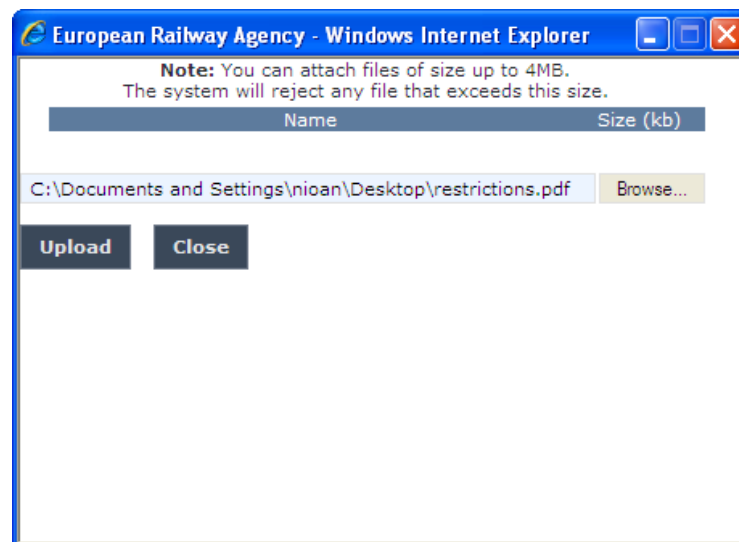 European Railway Agency - Windows Internet Explorer
Note: You can attach files of size up to 4MB.
The system will reject any file that exceeds this size.
Name Size (kb)
C:\Documents and Settings\nioan\Desktop\restrictions.pdf Browse...
Upload Close